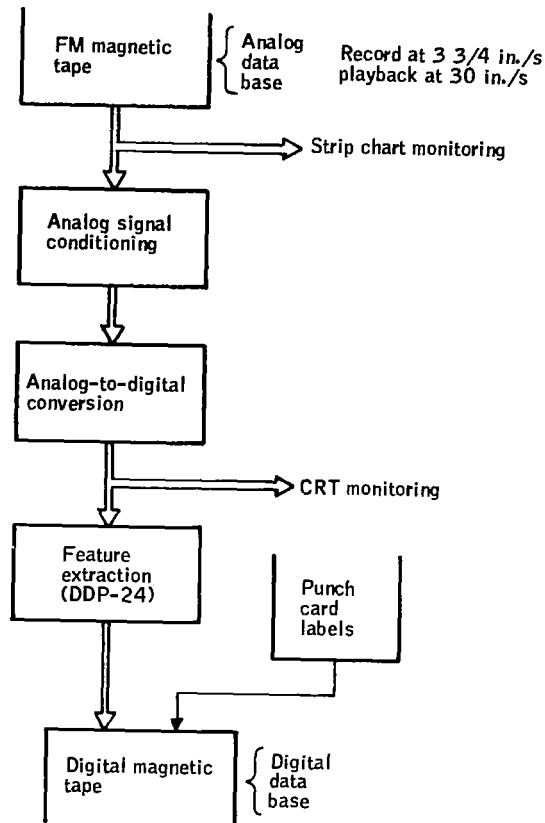 FM magnetic
tape
Analog
data
base
Record at 3 3/4 in./s
playback at 30 in./s
Strip chart monitoring
Analog signal
conditioning
Analog-to-digital
conversion
CRT monitoring
Feature
extraction
(DDP-24)
Punch
card
labels
Digital magnetic
tape
Digital
data
base